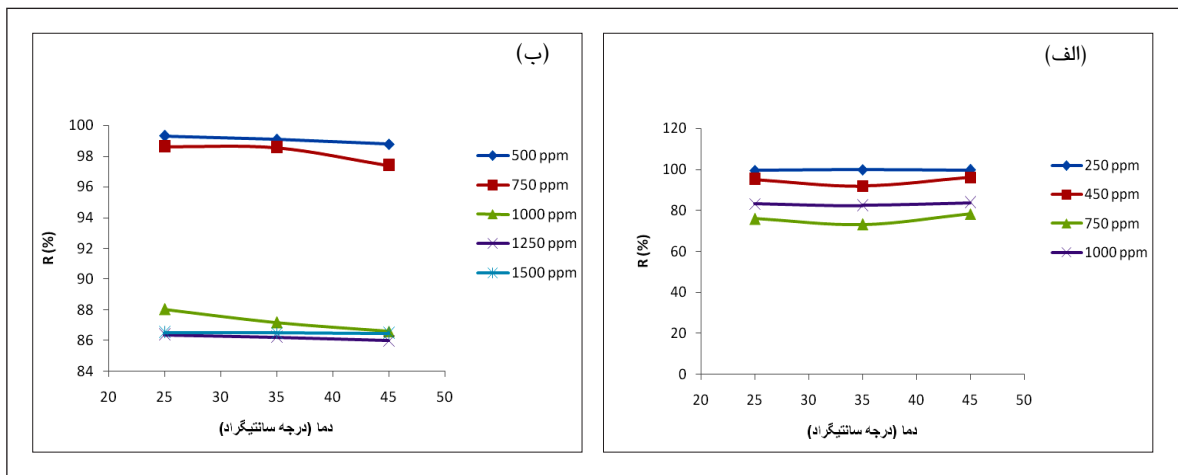 (الف)
120
100
80
60
40
20
0
R (%)
20 25 30 35 40 45 50
دما (درجه سانتیگراد)
250 ppm
450 ppm
750 ppm
1000 ppm
(ب)
100
98
96
94
92
90
88
86
84
R (%)
20 25 30 35 40 45 50
دما (درجه سانتیگراد)
500 ppm
750 ppm
1000 ppm
1250 ppm
1500 ppm